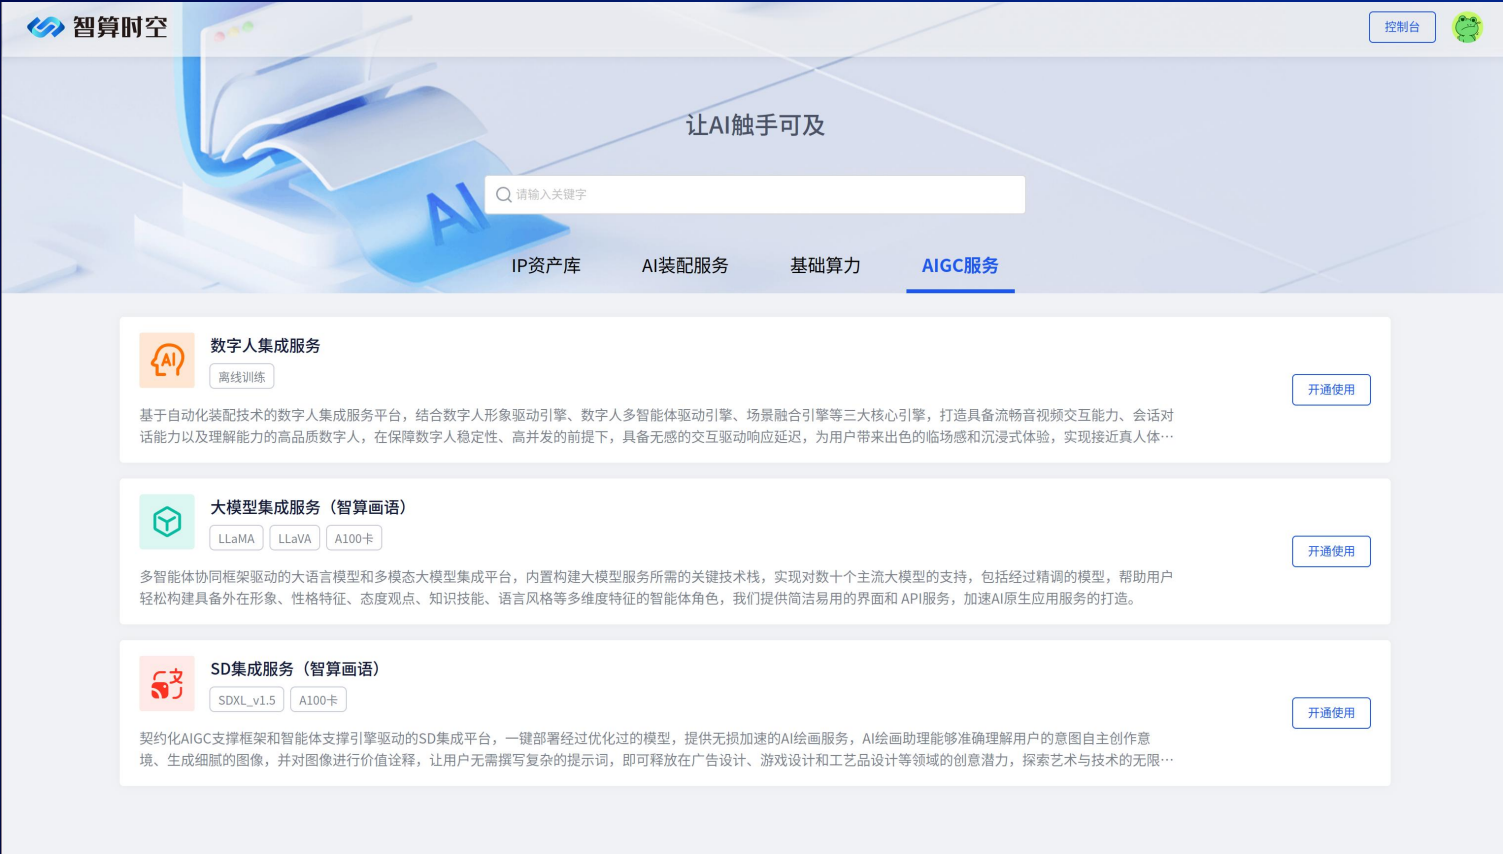 智算时空
控制台
让AI触手可及
AI
请输入关键字
IP资产库
AI装配服务
基础算力
AIGC服务
AI
数字人集成服务
离线训练
开通使用
基于自动化装配技术的数字人集成服务平台，结合数字人形象驱动引擎、数字人多智能体驱动引擎、场景融合引擎等三大核心引擎，打造具备流畅音视频交互能力、会话对
话能力以及理解能力的高品质数字人，在保障数字人稳定性、高并发的前提下，具备无感的交互驱动响应延迟，为用户带来出色的临场感和沉浸式体验，实现接近真人体…
大模型集成服务（智算画语）
LLaMA
LLaVA
A100卡
开通使用
多智能体协同框架驱动的大语言模型和多模态大模型集成平台，内置构建大模型服务所需的关键技术栈，实现对数十个主流大模型的支持，包括经过精调的模型，帮助用户
轻松构建具备外在形象、性格特征、态度观点、知识技能、语言风格等多维度特征的智能体角色，我们提供简洁易用的界面和 API服务，加速AI原生应用服务的打造。
SD集成服务（智算画语）
SDXL_v1.5
A100卡
开通使用
契约化AIGC支撑框架和智能体支撑引擎驱动的SD集成平台，一键部署经过优化过的模型，提供无损加速的AI绘画服务，AI绘画助理能够准确理解用户的意图自主创作意
境、生成细腻的图像，并对图像进行价值诠释，让用户无需撰写复杂的提示词，即可释放在广告设计、游戏设计和工艺品设计等领域的创意潜力，探索艺术与技术的无限…